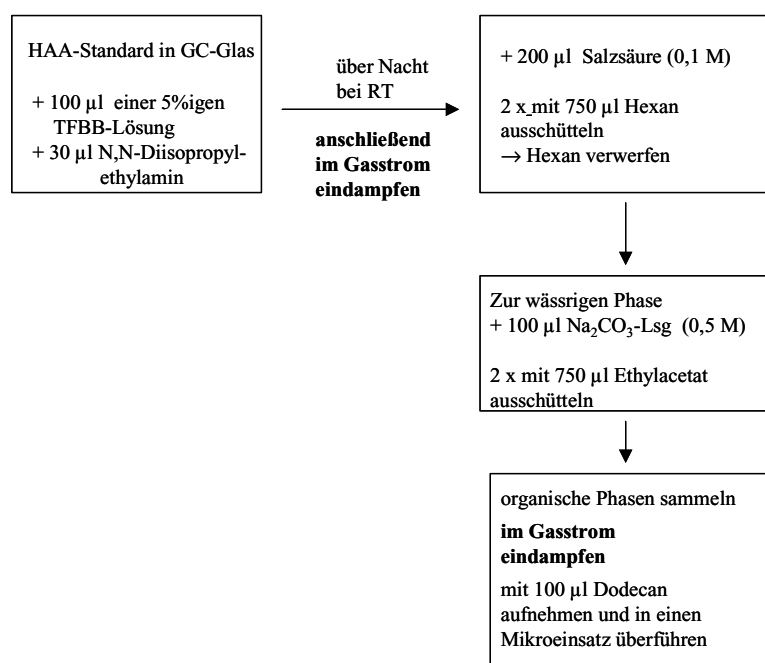 HAA-Standard in GC-Glas
+ 100 µl einer 5%igen
TFBB-Lösung
+ 30 µl N,N-Diisopropyl-
ethylamin
über Nacht
bei RT
anschließend
im Gasstrom
eindampfen
+ 200 µl Salzsäure (0,1 M)
2 x mit 750 µl Hexan
ausschütteln
→ Hexan verwerfen
Zur wässrigen Phase
+ 100 µl Na₂CO₃-Lsg (0,5 M)
2 x mit 750 µl Ethylacetat
ausschütteln
organische Phasen sammeln
im Gasstrom
eindampfen
mit 100 µl Dodecan
aufnehmen und in einen
Mikroeinsatz überführen